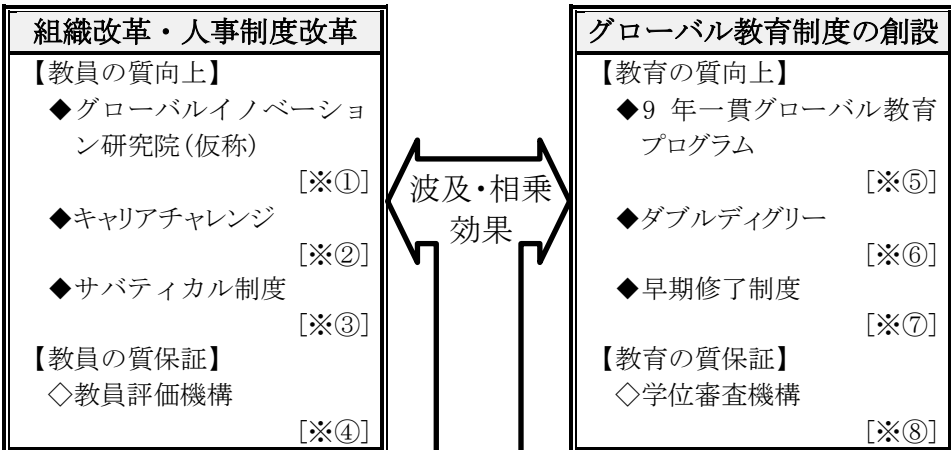 組織改革・人事制度改革
【教員の質向上】
◆グローバルイノベーショ
ン研究院(仮称)
[※①]
◆キャリアチャレンジ
[※②]
◆サバティカル制度
[※③]
【教員の質保証】
◇教員評価機構
[※④]
波及・相乗
効果
グローバル教育制度の創設
【教育の質向上】
◆9 年一貫グローバル教育
プログラム
[※⑤]
◆ダブルディグリー
[※⑥]
◆早期修了制度
[※⑦]
【教育の質保証】
◇学位審査機構
[※⑧]